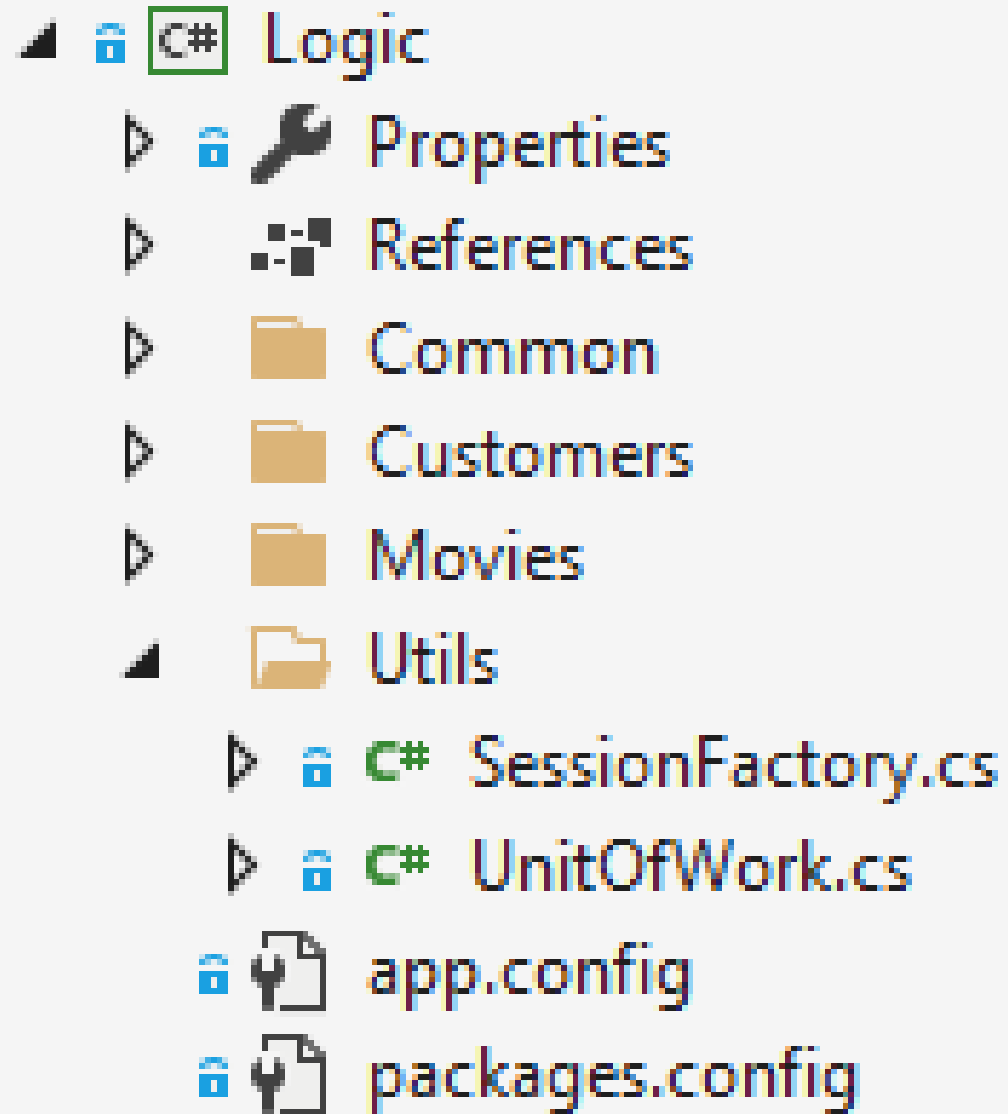 C# Logic
Properties
References
Common
Customers
Movies
Utils
C# SessionFactory.cs
C# UnitOfWork.cs
app.config
packages.config